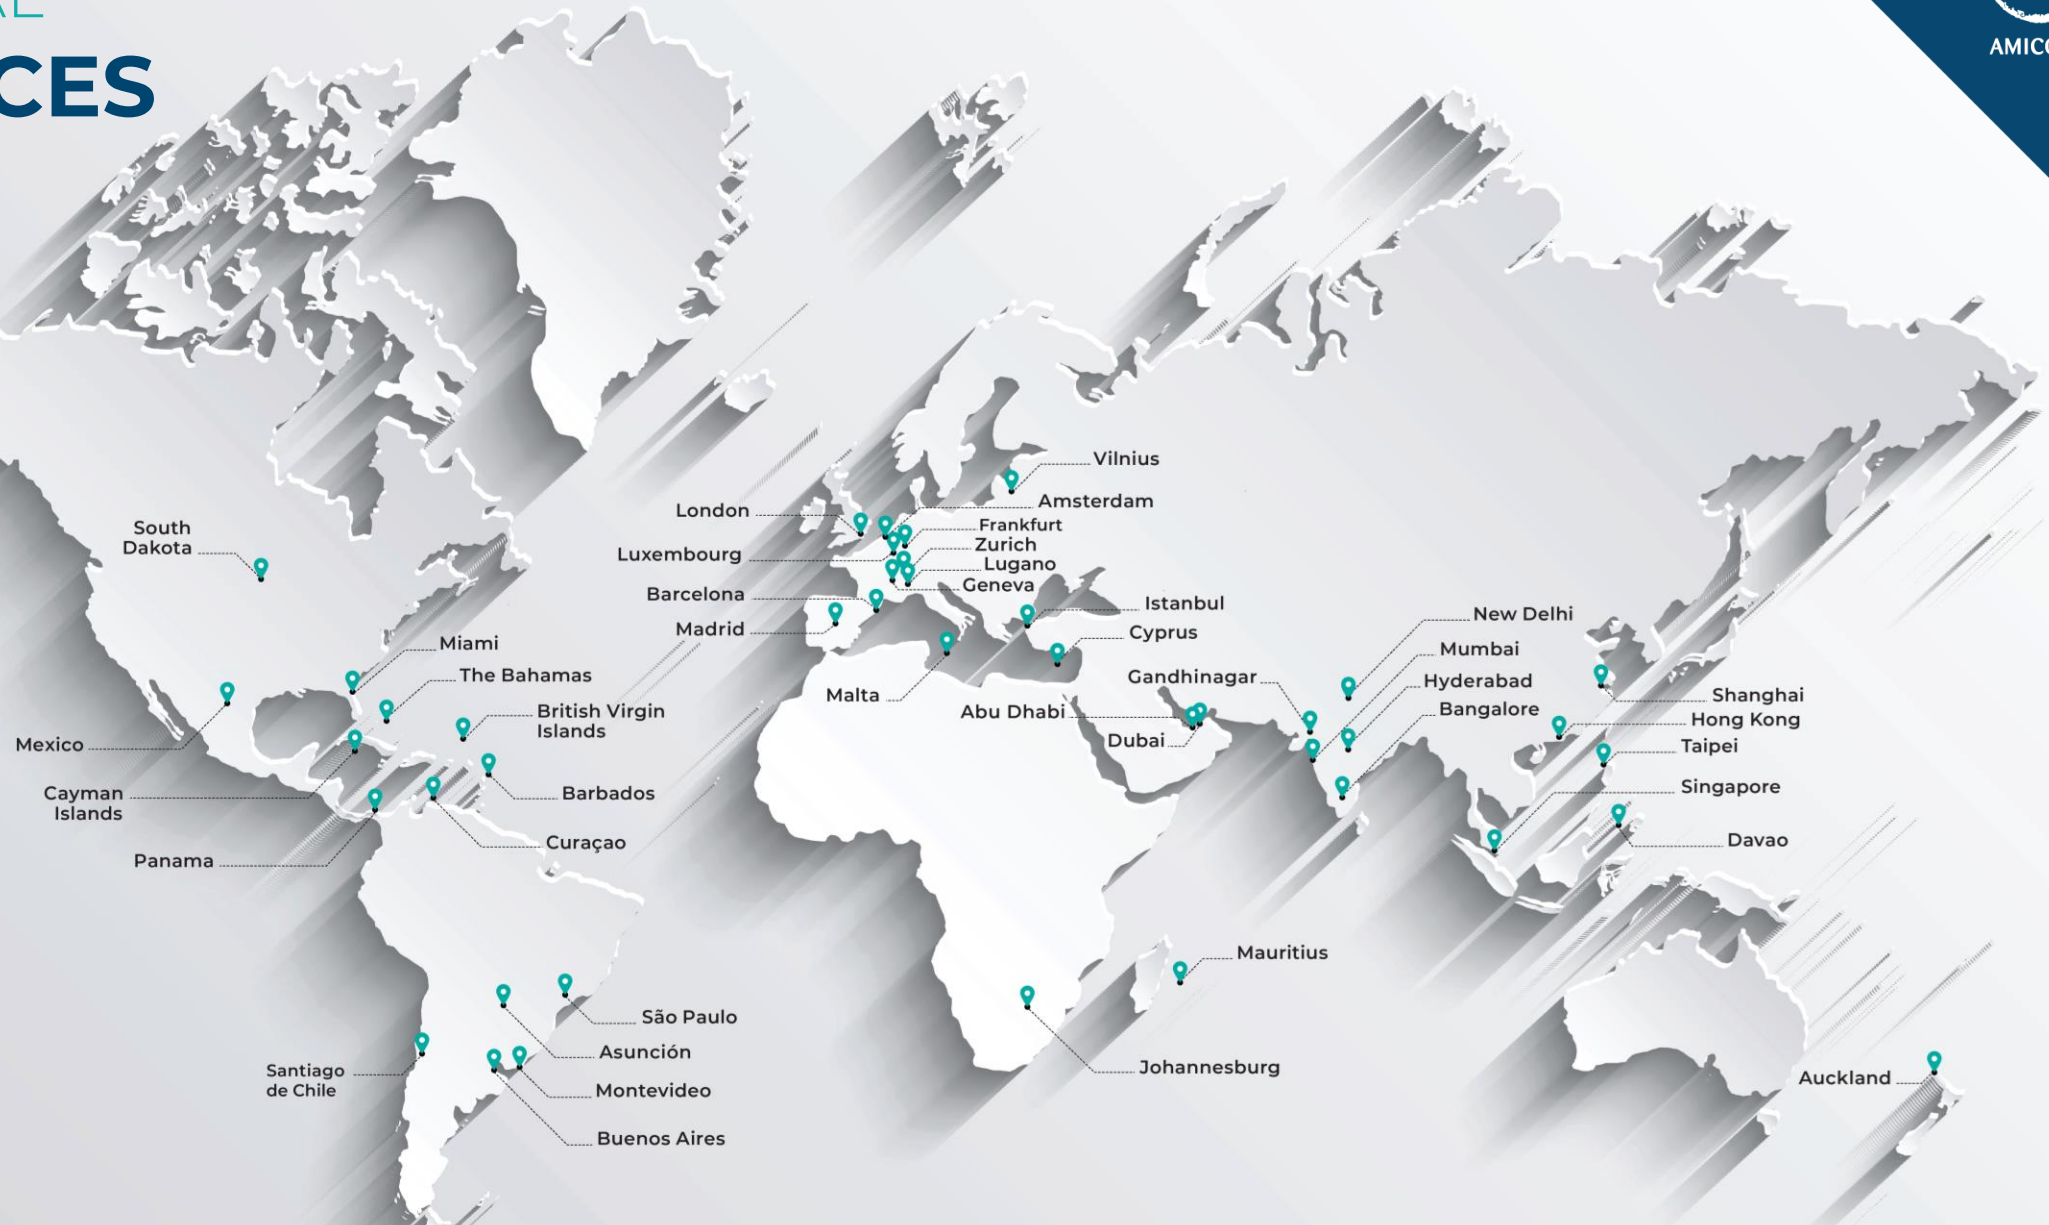 CES
South
Dakota
Mexico
Cayman
Islands
Panama
Miami
The Bahamas
British Virgin
Islands
Barbados
Curaçao
São Paulo
Asunción
Santiago
de Chile
Montevideo
Buenos Aires
London
Luxembourg
Barcelona
Madrid
Malta
Vilnius
Amsterdam
Frankfurt
Zurich
Lugano
Geneva
Istanbul
Cyprus
Gandhinagar
Abu Dhabi
Dubai
New Delhi
Mumbai
Hyderabad
Bangalore
Shanghai
Hong Kong
Taipei
Singapore
Davao
Mauritius
Johannesburg
Auckland